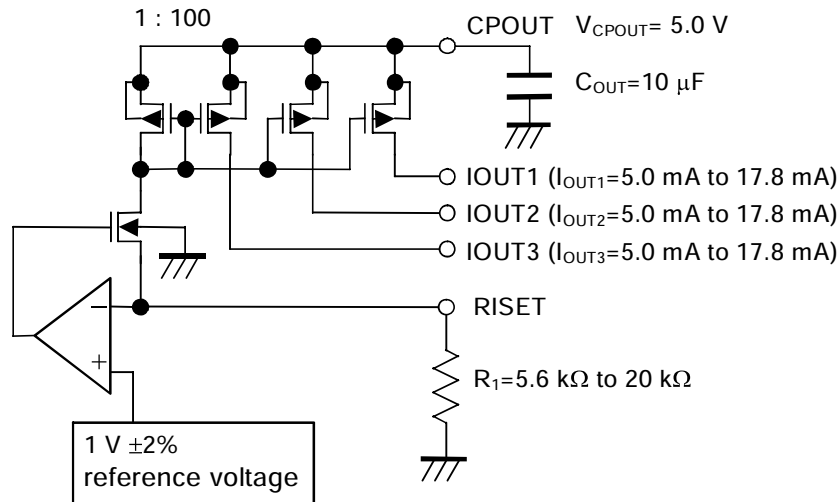 1 : 100
CPOUT V_CPOUT= 5.0 V
C_OUT=10 μF
IOUT1 (I_OUT1=5.0 mA to 17.8 mA)
IOUT2 (I_OUT2=5.0 mA to 17.8 mA)
IOUT3 (I_OUT3=5.0 mA to 17.8 mA)
RISET
−
+
R_1=5.6 kΩ to 20 kΩ
1 V ±2%
reference voltage